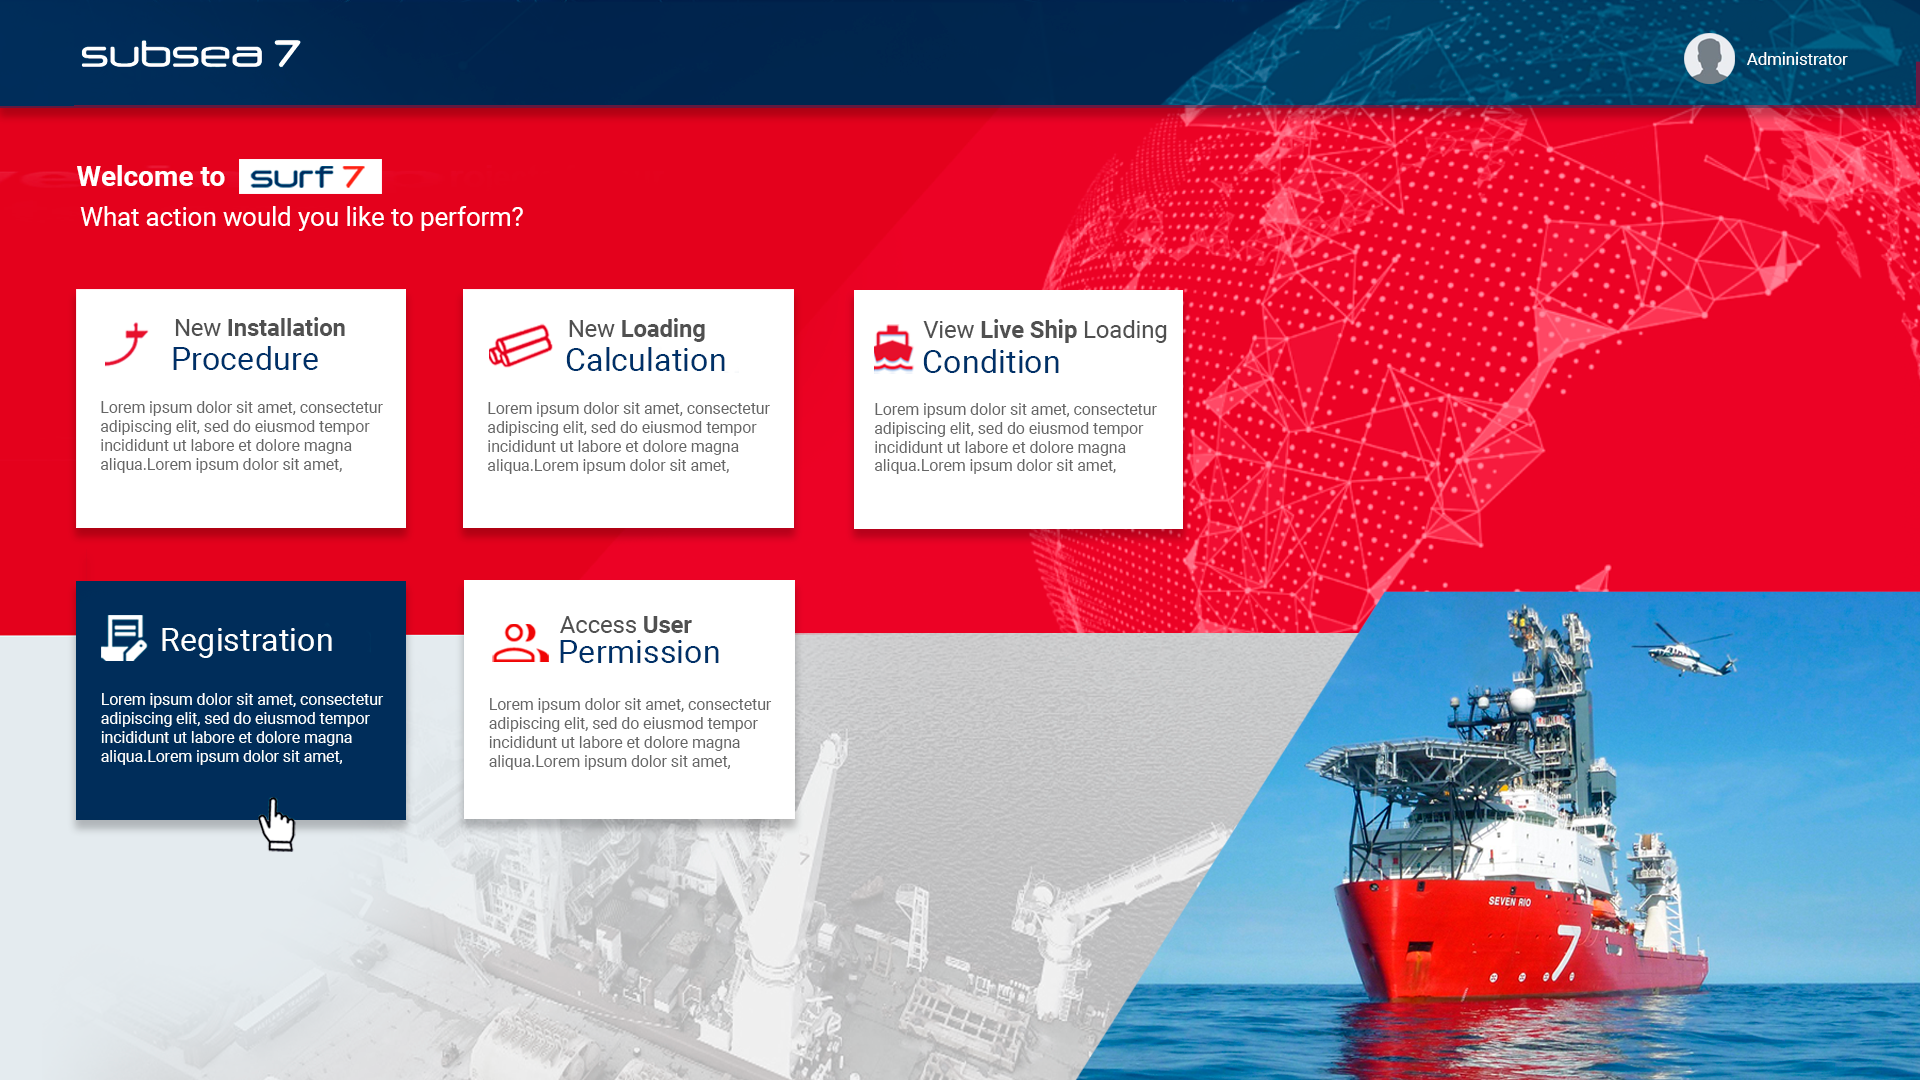 subsea 7
Administrator
Welcome to surf 7
What action would you like to perform?
New Installation
Procedure
Lorem ipsum dolor sit amet, consectetur
adipiscing elit, sed do eiusmod tempor
incididunt ut labore et dolore magna
aliqua.Lorem ipsum dolor sit amet,
New Loading
Calculation
Lorem ipsum dolor sit amet, consectetur
adipiscing elit, sed do eiusmod tempor
incididunt ut labore et dolore magna
aliqua.Lorem ipsum dolor sit amet,
View Live Ship Loading
Condition
Lorem ipsum dolor sit amet, consectetur
adipiscing elit, sed do eiusmod tempor
incididunt ut labore et dolore magna
aliqua.Lorem ipsum dolor sit amet,
Registration
Lorem ipsum dolor sit amet, consectetur
adipiscing elit, sed do eiusmod tempor
incididunt ut labore et dolore magna
aliqua.Lorem ipsum dolor sit amet,
Access User
Permission
Lorem ipsum dolor sit amet, consectetur
adipiscing elit, sed do eiusmod tempor
incididunt ut labore et dolore magna
aliqua.Lorem ipsum dolor sit amet,
7
subsea 7
SEVEN RIO
7